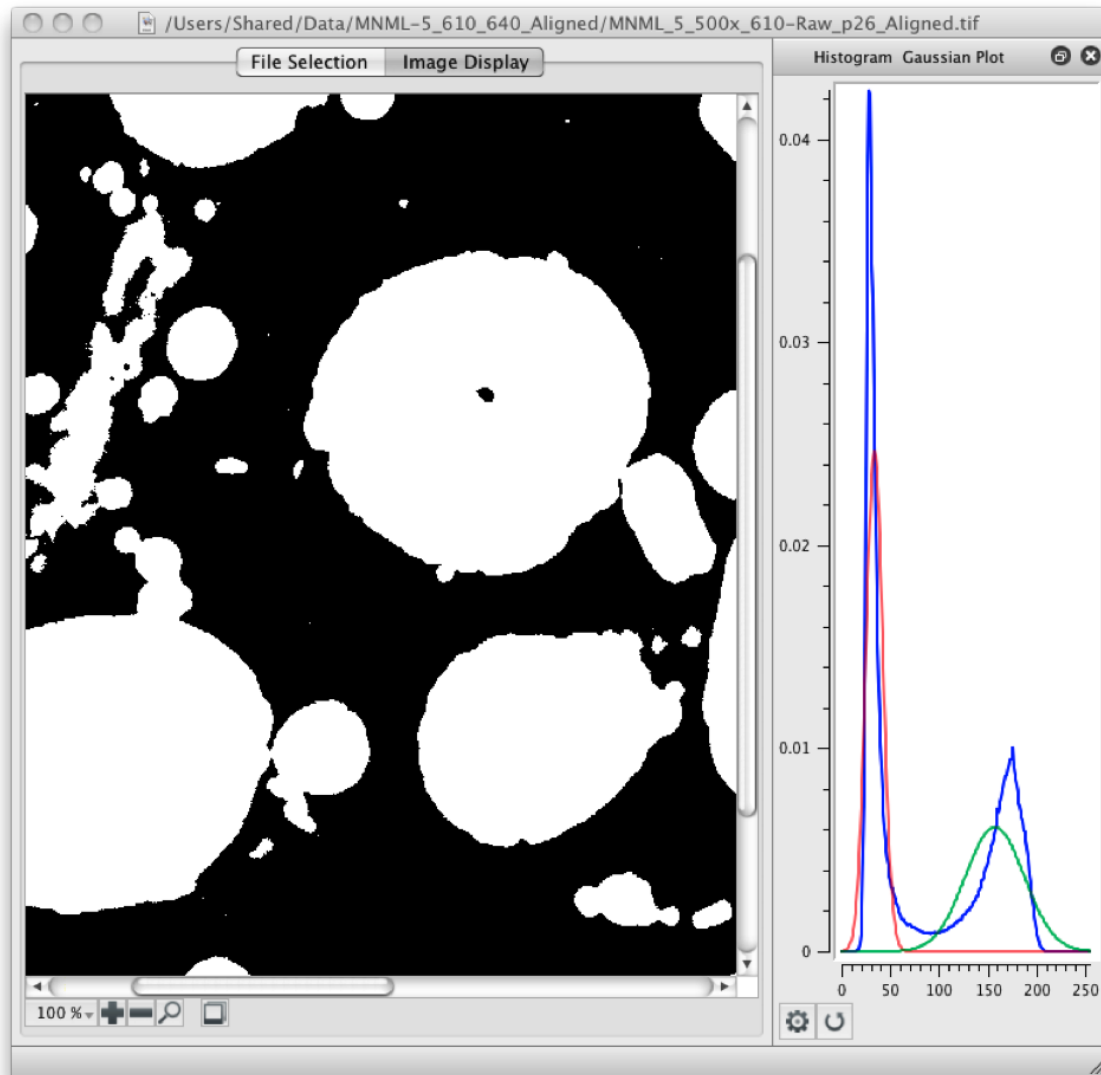 /Users/Shared/Data/MNML-5_610_640_Aligned/MNML_5_500x_610-Raw_p26_Aligned.tif
File Selection Image Display
Histogram Gaussian Plot
0.04
0.03
0.02
0.01
0
0 50 100 150 200 250
100 %